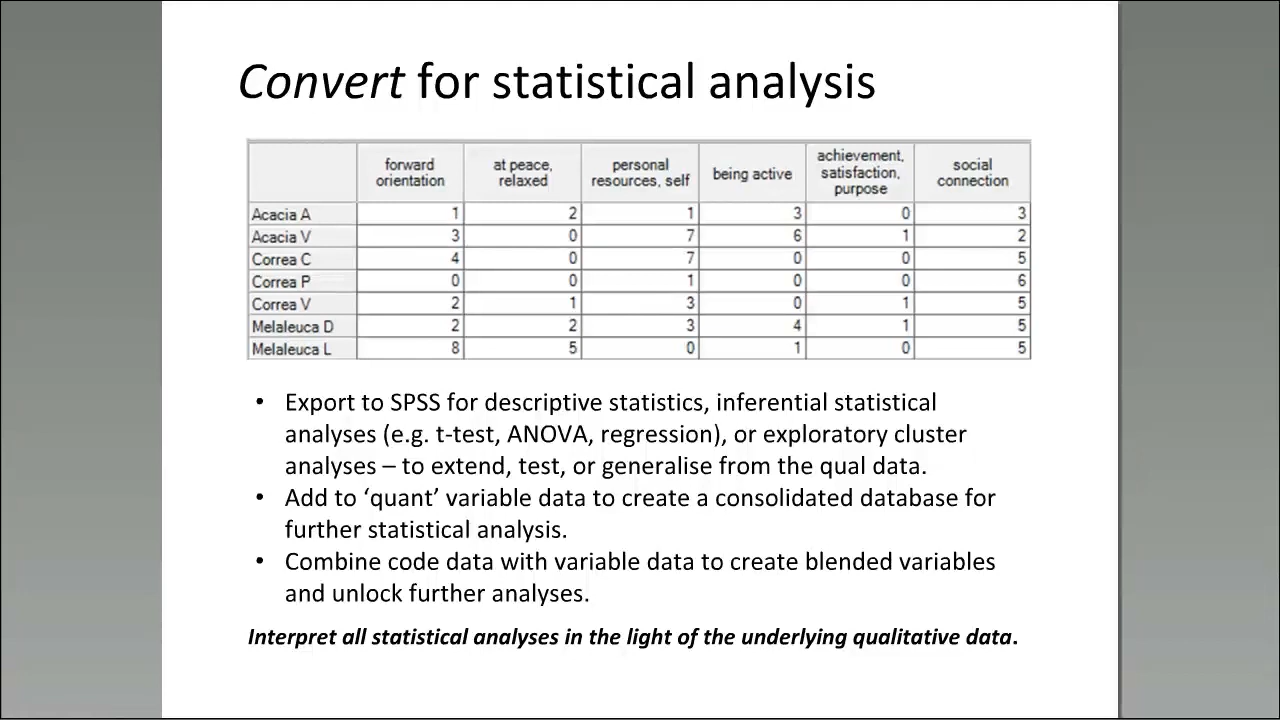 Convert for statistical analysis
forward orientation | at peace, relaxed | personal resources, self | being active | achievement, satisfaction, purpose | social connection
Acacia A 1 2 1 3 0 3
Acacia V 3 0 7 6 1 2
Correa C 4 0 7 0 0 5
Correa P 0 0 1 0 0 6
Correa V 2 1 3 0 1 5
Melaleuca D 2 2 3 4 1 5
Melaleuca L 8 5 0 1 0 5
• Export to SPSS for descriptive statistics, inferential statistical
analyses (e.g. t-test, ANOVA, regression), or exploratory cluster
analyses – to extend, test, or generalise from the qual data.
• Add to ‘quant’ variable data to create a consolidated database for
further statistical analysis.
• Combine code data with variable data to create blended variables
and unlock further analyses.
Interpret all statistical analyses in the light of the underlying qualitative data.